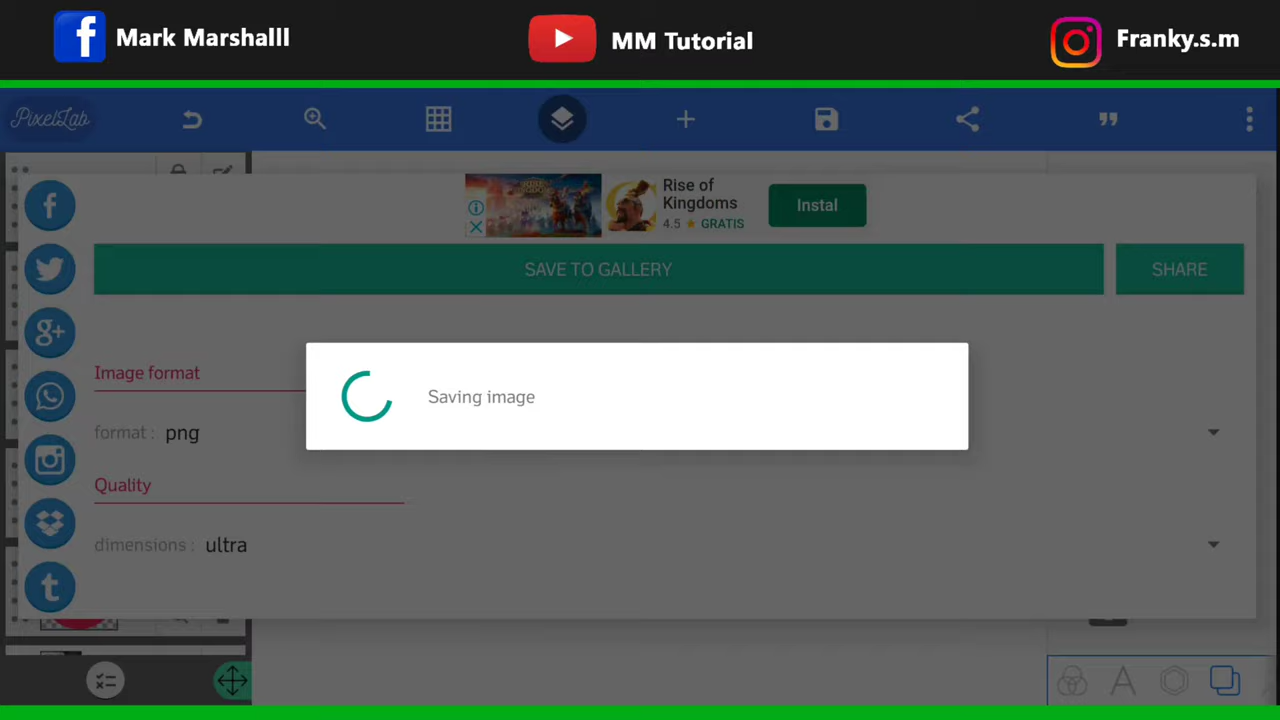 Mark Marshalll
MM Tutorial
Franky.s.m
PixelLab
Rise of
Kingdoms
4.5 ★ GRATIS
Instal
SAVE TO GALLERY
SHARE
Image format
Saving image
format : png
Quality
dimensions : ultra